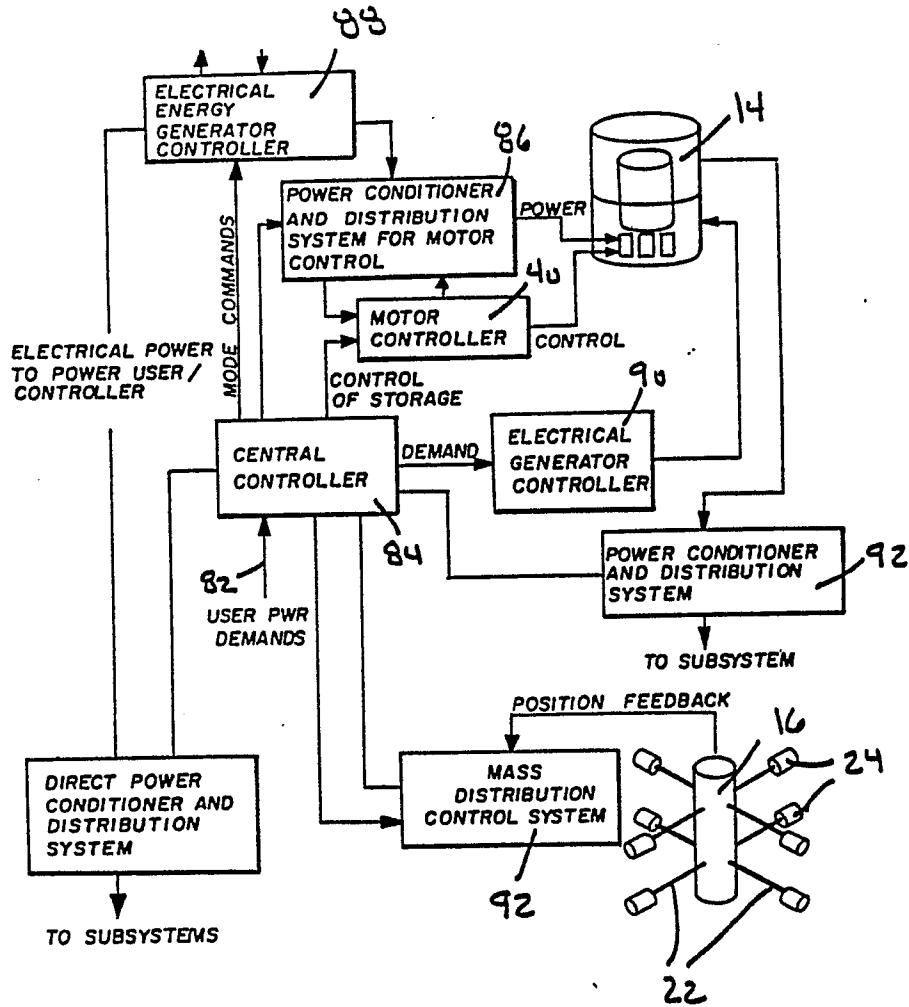 88
ELECTRICAL
ENERGY
GENERATOR
CONTROLLER
14
86
POWER CONDITIONER
AND DISTRIBUTION
SYSTEM FOR MOTOR
CONTROL
POWER
MODE COMMANDS
40
MOTOR
CONTROLLER
CONTROL
ELECTRICAL POWER
TO POWER USER/
CONTROLLER
CONTROL
OF STORAGE
90
CENTRAL
CONTROLLER
DEMAND
ELECTRICAL
GENERATOR
CONTROLLER
84
82
USER PWR
DEMANDS
POWER CONDITIONER
AND DISTRIBUTION
SYSTEM
92
TO SUBSYSTEM
POSITION FEEDBACK
16
24
DIRECT POWER
CONDITIONER AND
DISTRIBUTION
SYSTEM
MASS
DISTRIBUTION
CONTROL SYSTEM
92
TO SUBSYSTEMS
22